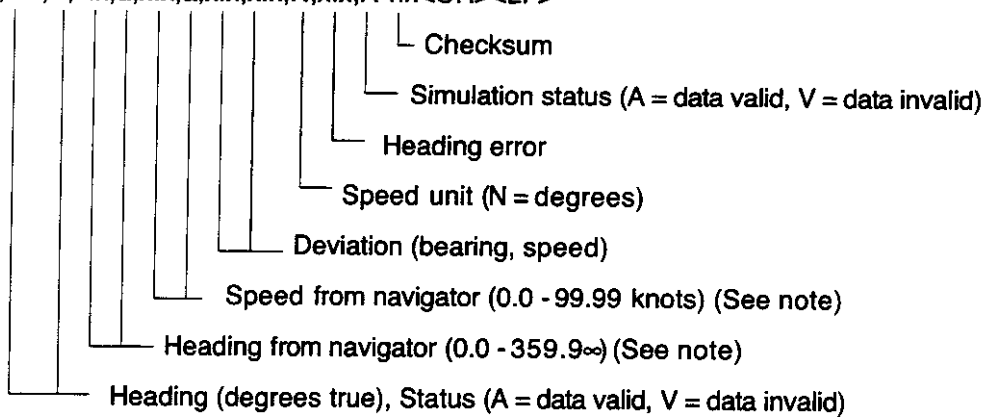 Checksum
Simulation status (A = data valid, V = data invalid)
Heading error
Speed unit (N = degrees)
Deviation (bearing, speed)
Speed from navigator (0.0 - 99.99 knots) (See note)
Heading from navigator (0.0 - 359.9∞) (See note)
Heading (degrees true), Status (A = data valid, V = data invalid)